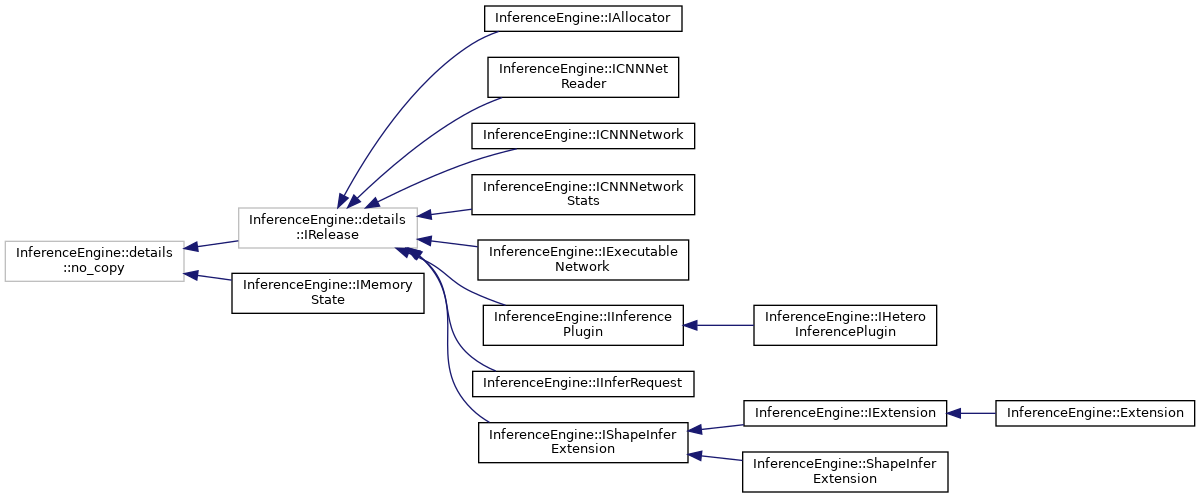 InferenceEngine::IAllocator
InferenceEngine::ICNNNet
Reader
InferenceEngine::ICNNNetwork
InferenceEngine::ICNNNetwork
Stats
InferenceEngine::details
::IRelease
InferenceEngine::details
::no_copy
InferenceEngine::IExecutable
Network
InferenceEngine::IMemory
State
InferenceEngine::IInference
Plugin
InferenceEngine::IHetero
InferencePlugin
InferenceEngine::IInferRequest
InferenceEngine::IShapeInfer
Extension
InferenceEngine::IExtension
InferenceEngine::Extension
InferenceEngine::ShapeInfer
Extension